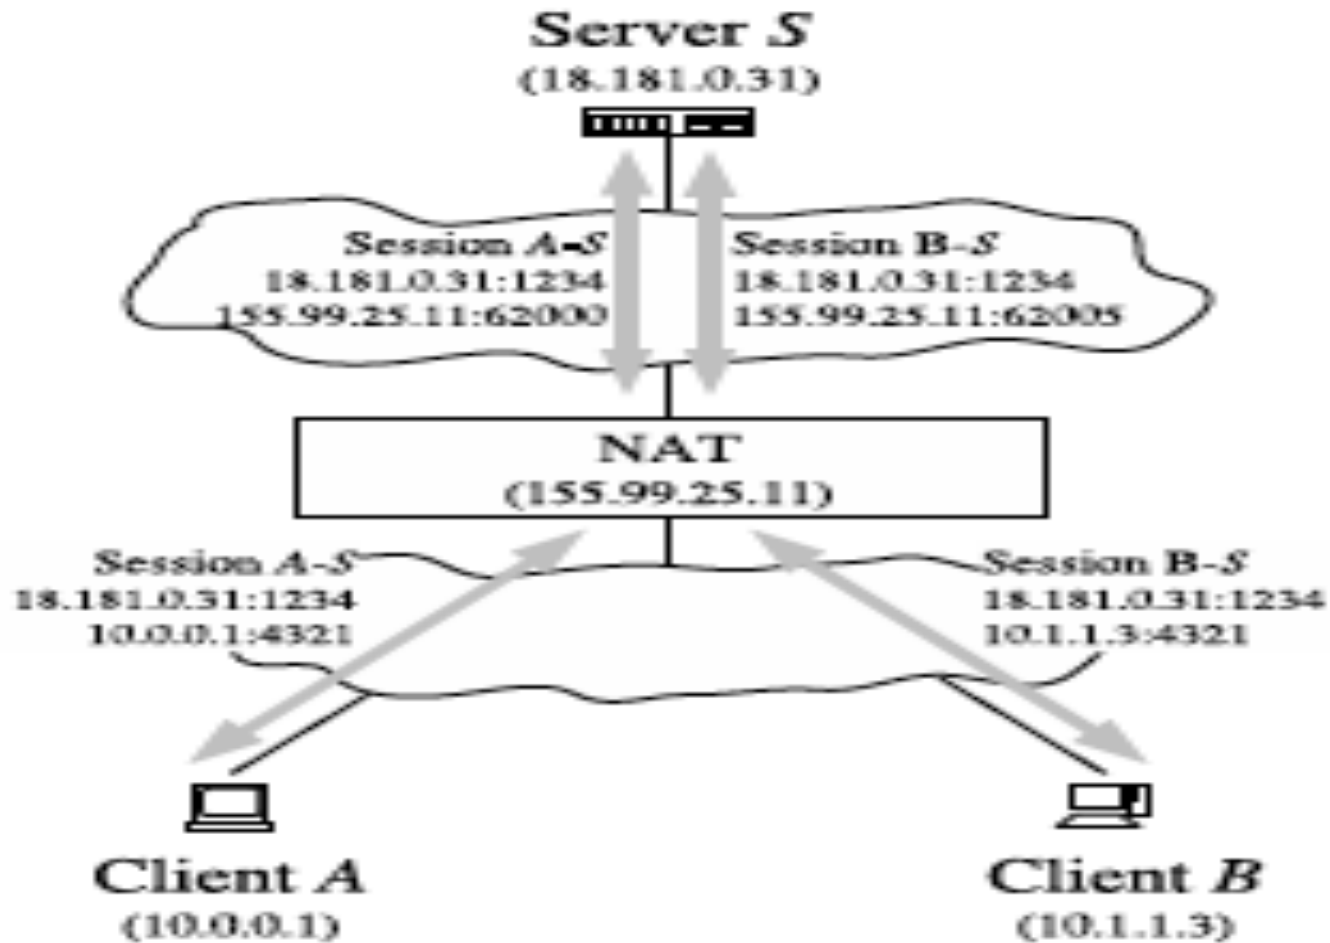 Server S
(18.181.0.31)
Session A-S
18.181.0.31:1234
155.99.25.11:62000
Session B-S
18.181.0.31:1234
155.99.25.11:62005
NAT
(155.99.25.11)
Session A-S
18.181.0.31:1234
10.0.0.1:4321
Session B-S
18.181.0.31:1234
10.1.1.3:4321
Client A
(10.0.0.1)
Client B
(10.1.1.3)